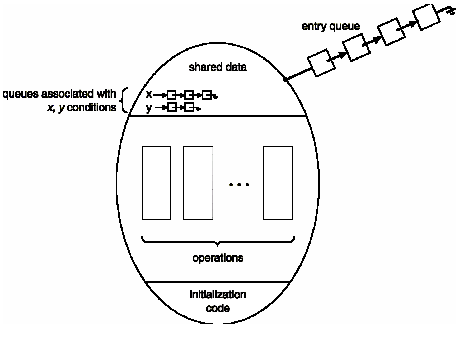 entry queue
shared data
queues associated with
x, y conditions
x
y
...
operations
initialization
code